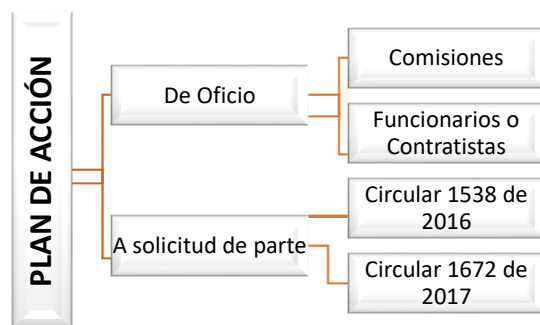 PLAN DE ACCIÓN
De Oficio
Comisiones
Funcionarios o
Contratistas
A solicitud de parte
Circular 1538 de
2016
Circular 1672 de
2017